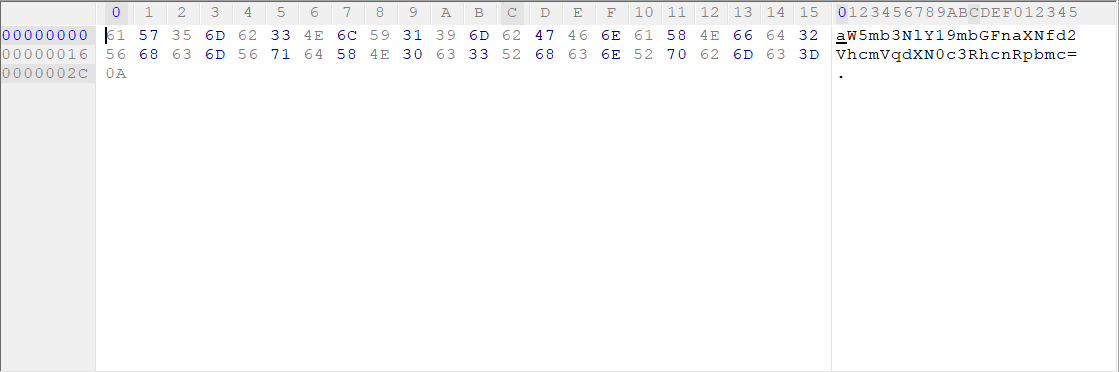 0 1 2 3 4 5 6 7 8 9 A B C D E F 10 11 12 13 14 15 0123456789ABCDEF012345
00000000 61 57 35 6D 62 33 4E 6C 59 31 39 6D 62 47 46 6E 61 58 4E 66 64 32 aW5mb3NlY19mbGFnaXNfd2
00000016 56 68 63 6D 56 71 64 58 4E 30 63 33 52 68 63 6E 52 70 62 6D 63 3D VhcmVqdXN0c3RhcnRpbmc=
0000002C 0A .